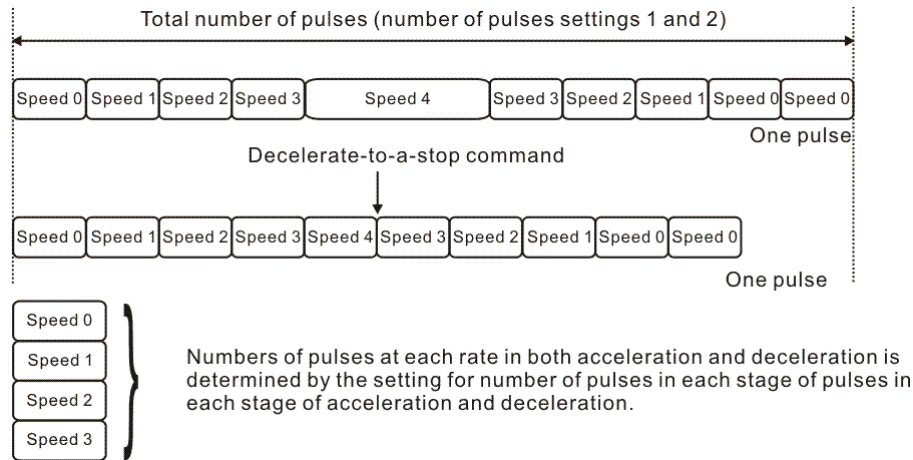 Total number of pulses (number of pulses settings 1 and 2)
Speed 0 Speed 1 Speed 2 Speed 3 Speed 4 Speed 3 Speed 2 Speed 1 Speed 0 Speed 0
One pulse
Decelerate-to-a-stop command
Speed 0 Speed 1 Speed 2 Speed 3 Speed 4 Speed 3 Speed 2 Speed 1 Speed 0 Speed 0
One pulse
Speed 0
Speed 1
Speed 2
Speed 3
Numbers of pulses at each rate in both acceleration and deceleration is
determined by the setting for number of pulses in each stage of pulses in
each stage of acceleration and deceleration.